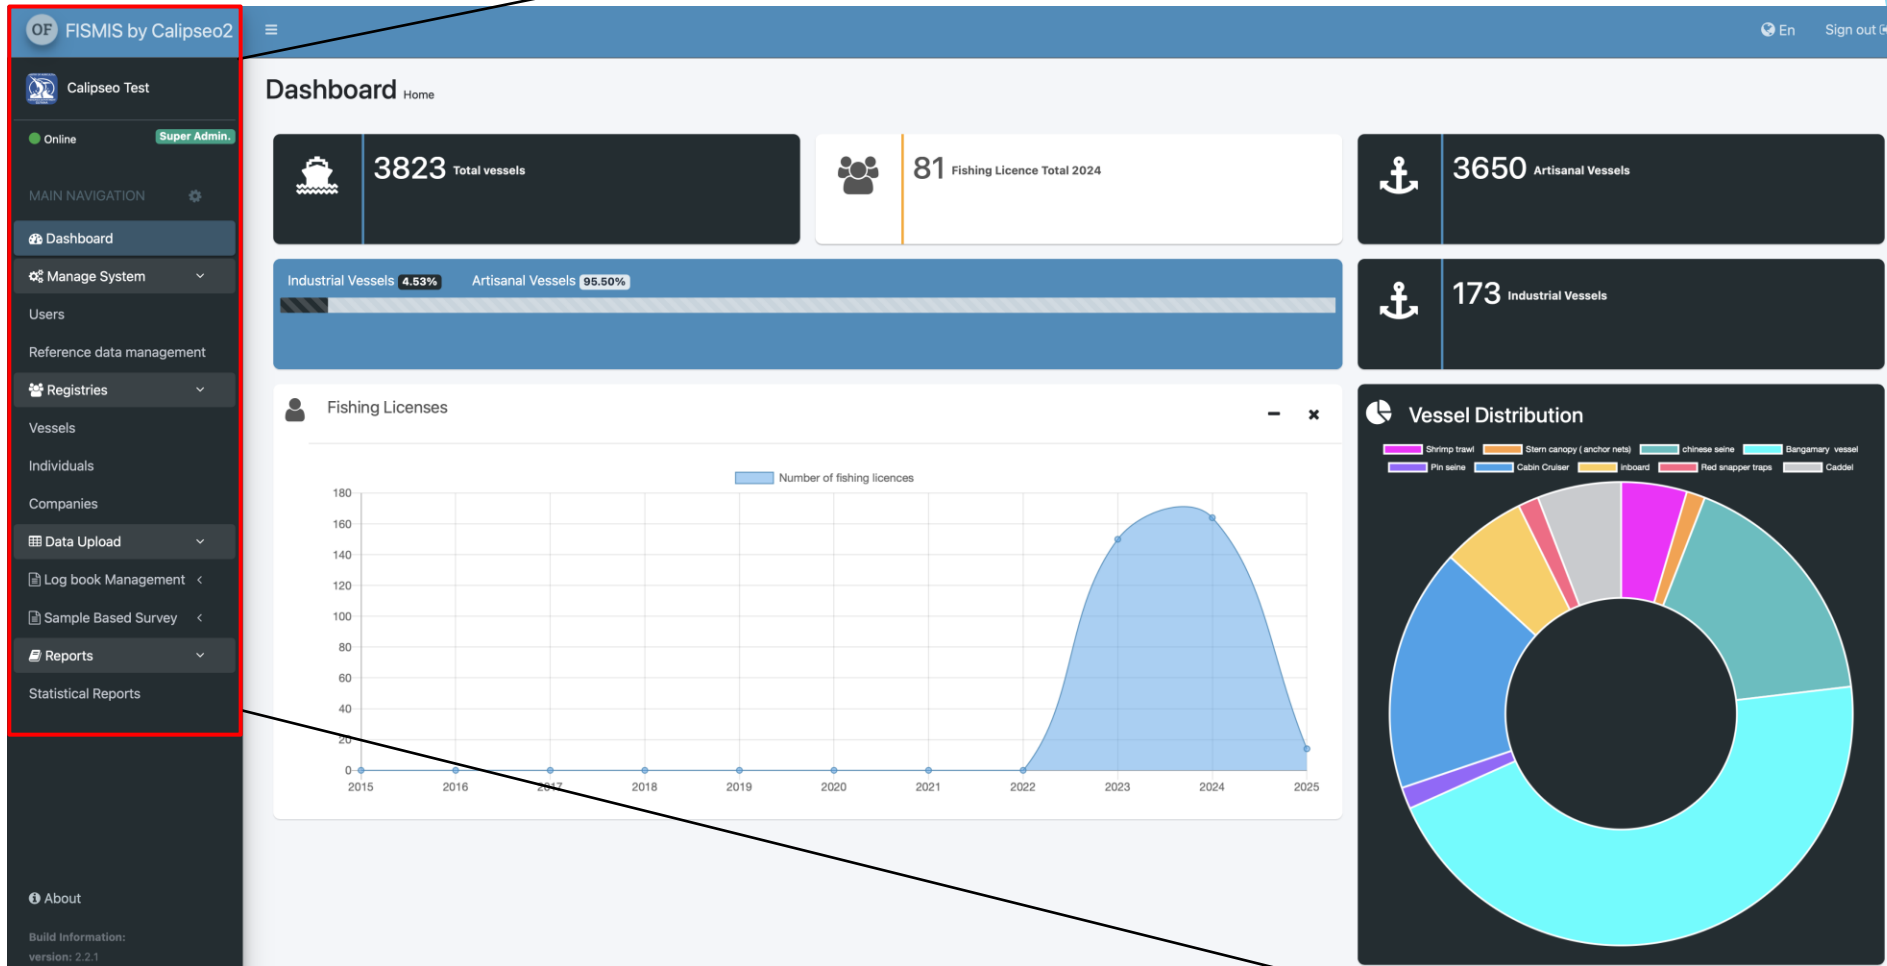 OF FISMIS by Calipseo2
En Sign out
Calipseo Test
Online Super Admin.
MAIN NAVIGATION
Dashboard
Manage System
Users
Reference data management
Registries
Vessels
Individuals
Companies
Data Upload
Log book Management
Sample Based Survey
Reports
Statistical Reports
About
Build Information:
version: 2.2.1
Dashboard Home
3823 Total vessels
81 Fishing Licence Total 2024
3650 Artisanal Vessels
Industrial Vessels 4.53% Artisanal Vessels 95.50%
173 Industrial Vessels
Fishing Licenses
Number of fishing licences
180
160
140
120
100
80
60
40
20
0
2015 2016 2017 2018 2019 2020 2021 2022 2023 2024 2025
Vessel Distribution
Shrimp trawl Stern canopy ( anchor nets) chinese seine Bangamary vessel
Pin seine Cabin Cruiser inboard Red snapper traps Caddel